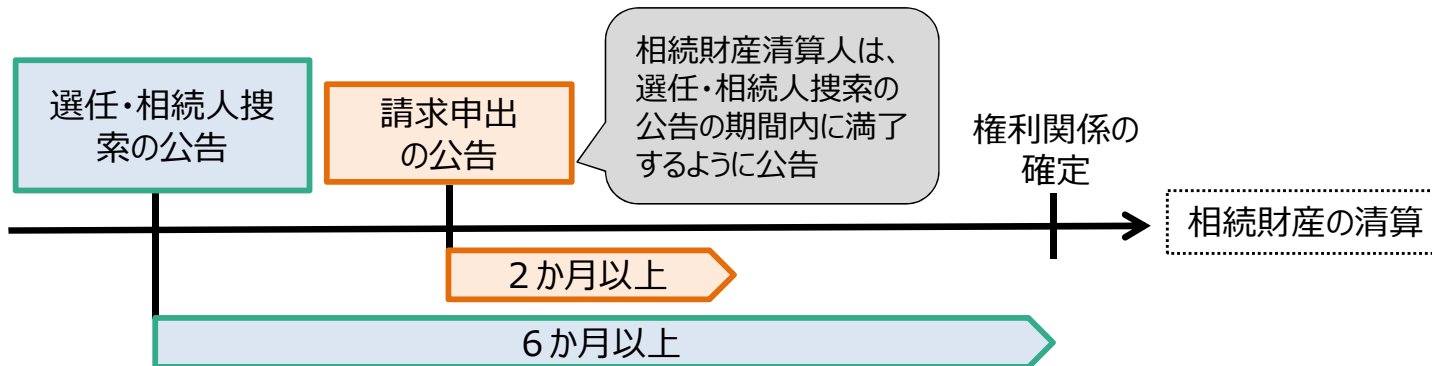 選任・相続人捜
索の公告
請求申出
の公告
相続財産清算人は、
選任・相続人捜索の
公告の期間内に満了
するように公告
権利関係の
確定
相続財産の清算
２か月以上
６か月以上